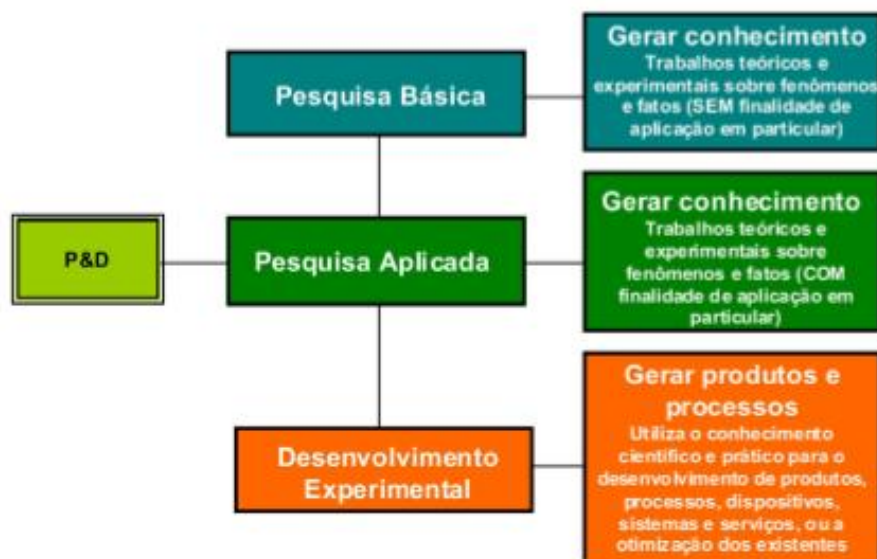 Pesquisa Básica
Gerar conhecimento
Trabalhos teóricos e
experimentais sobre fenômenos
e fatos (SEM finalidade de
aplicação em particular)
P&D
Pesquisa Aplicada
Gerar conhecimento
Trabalhos teóricos e
experimentais sobre
fenômenos e fatos (COM
finalidade de aplicação em
particular)
Desenvolvimento
Experimental
Gerar produtos e
processos
Utiliza o conhecimento
científico e prático para o
desenvolvimento de produtos,
processos, dispositivos,
sistemas e serviços, ou a
otimização dos existentes